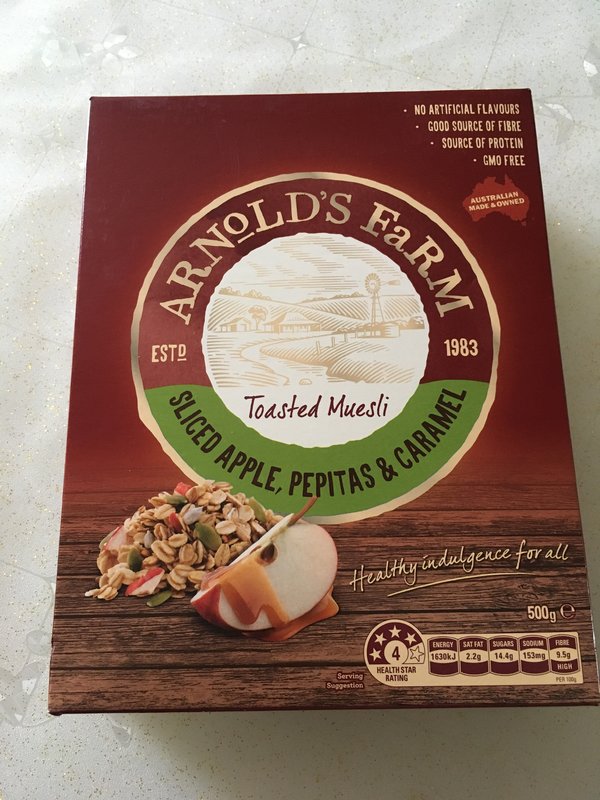 · NO ARTIFICIAL FLAVOURS
· GOOD SOURCE OF FIBRE
· SOURCE OF PROTEIN
· GMO FREE
AUSTRALIAN
MADE & OWNED
ARNOLD'S FARM
ESTD
1983
Toasted Muesli
SLICED APPLE, PEPITAS & CARAMEL
Healthy indulgence for all
500g ℮
4
HEALTH STAR
RATING
ENERGY
1630kJ
SAT FAT
2.2g
SUGARS
14.4g
SODIUM
153mg
FIBRE
9.5g
HIGH
PER 100g
Serving
Suggestion